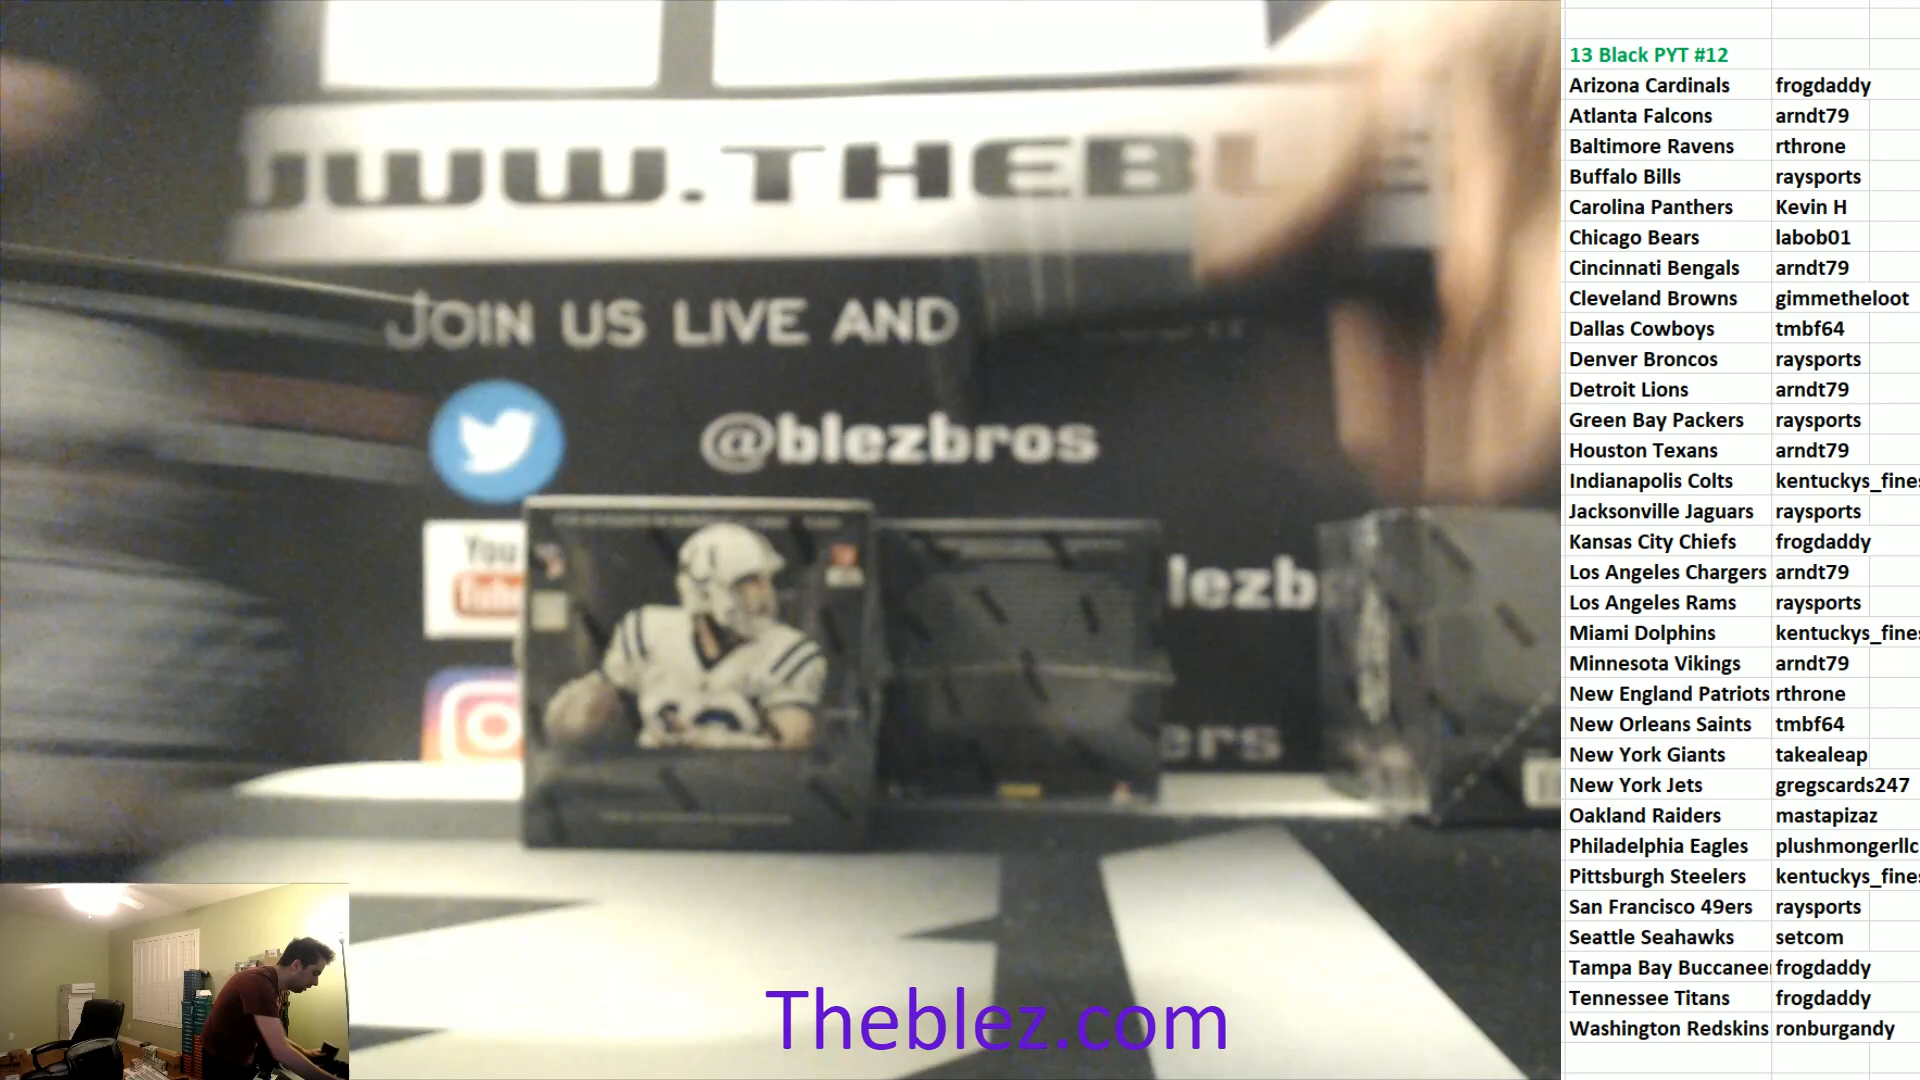 WWW.THEBL
JOIN US LIVE AND
@blezbros
You
Tube
lezb
ers
Theblez.com
13 Black PYT #12
Arizona Cardinals frogdaddy
Atlanta Falcons arndt79
Baltimore Ravens rthrone
Buffalo Bills raysports
Carolina Panthers Kevin H
Chicago Bears labob01
Cincinnati Bengals arndt79
Cleveland Browns gimmetheloot
Dallas Cowboys tmbf64
Denver Broncos raysports
Detroit Lions arndt79
Green Bay Packers raysports
Houston Texans arndt79
Indianapolis Colts kentuckys_fines
Jacksonville Jaguars raysports
Kansas City Chiefs frogdaddy
Los Angeles Chargers arndt79
Los Angeles Rams raysports
Miami Dolphins kentuckys_fines
Minnesota Vikings arndt79
New England Patriots rthrone
New Orleans Saints tmbf64
New York Giants takealeap
New York Jets gregscards247
Oakland Raiders mastapizaz
Philadelphia Eagles plushmongerllc
Pittsburgh Steelers kentuckys_fines
San Francisco 49ers raysports
Seattle Seahawks setcom
Tampa Bay Buccaneer frogdaddy
Tennessee Titans frogdaddy
Washington Redskins ronburgandy